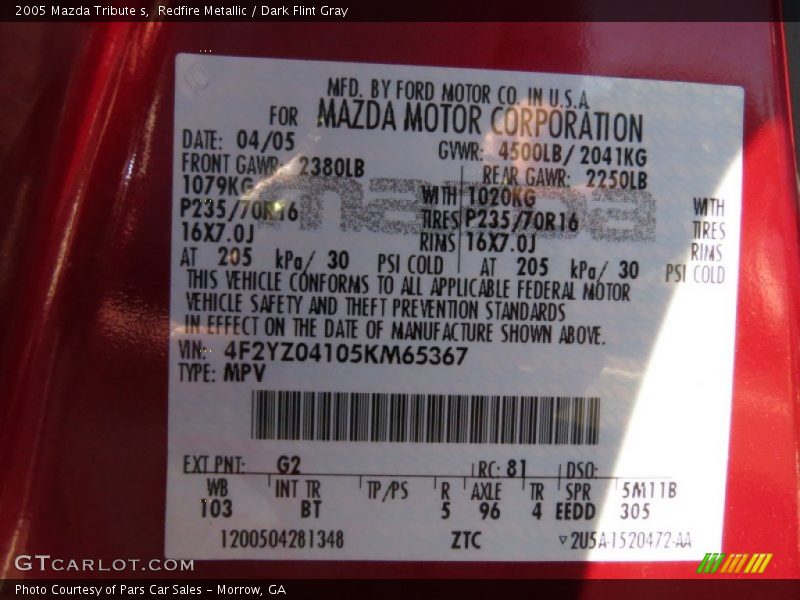 2005 Mazda Tribute s, Redfire Metallic / Dark Flint Gray
MFD. BY FORD MOTOR CO. IN U.S.A.
FOR MAZDA MOTOR CORPORATION
DATE: 04/05 GVWR: 4500LB/ 2041KG
FRONT GAWR: 2380LB REAR GAWR: 2250LB
1079KG WITH 1020KG WITH
P235/70R16 TIRES P235/70R16 TIRES
16X7.0J RIMS 16X7.0J RIMS
AT 205 kPa/ 30 PSI COLD AT 205 kPa/ 30 PSI COLD
mazda
THIS VEHICLE CONFORMS TO ALL APPLICABLE FEDERAL MOTOR
VEHICLE SAFETY AND THEFT PREVENTION STANDARDS
IN EFFECT ON THE DATE OF MANUFACTURE SHOWN ABOVE.
VIN: 4F2YZ04105KM65367
TYPE: MPV
EXT PNT: G2 RC: 81 DSO:
WB INT TR TP/PS R AXLE TR SPR 5M11B
103 BT 5 96 4 EEDD 305
1200504281348 ZTC ▽2U5A-1520472-AA
GTCARLOT.COM
Photo Courtesy of Pars Car Sales - Morrow, GA